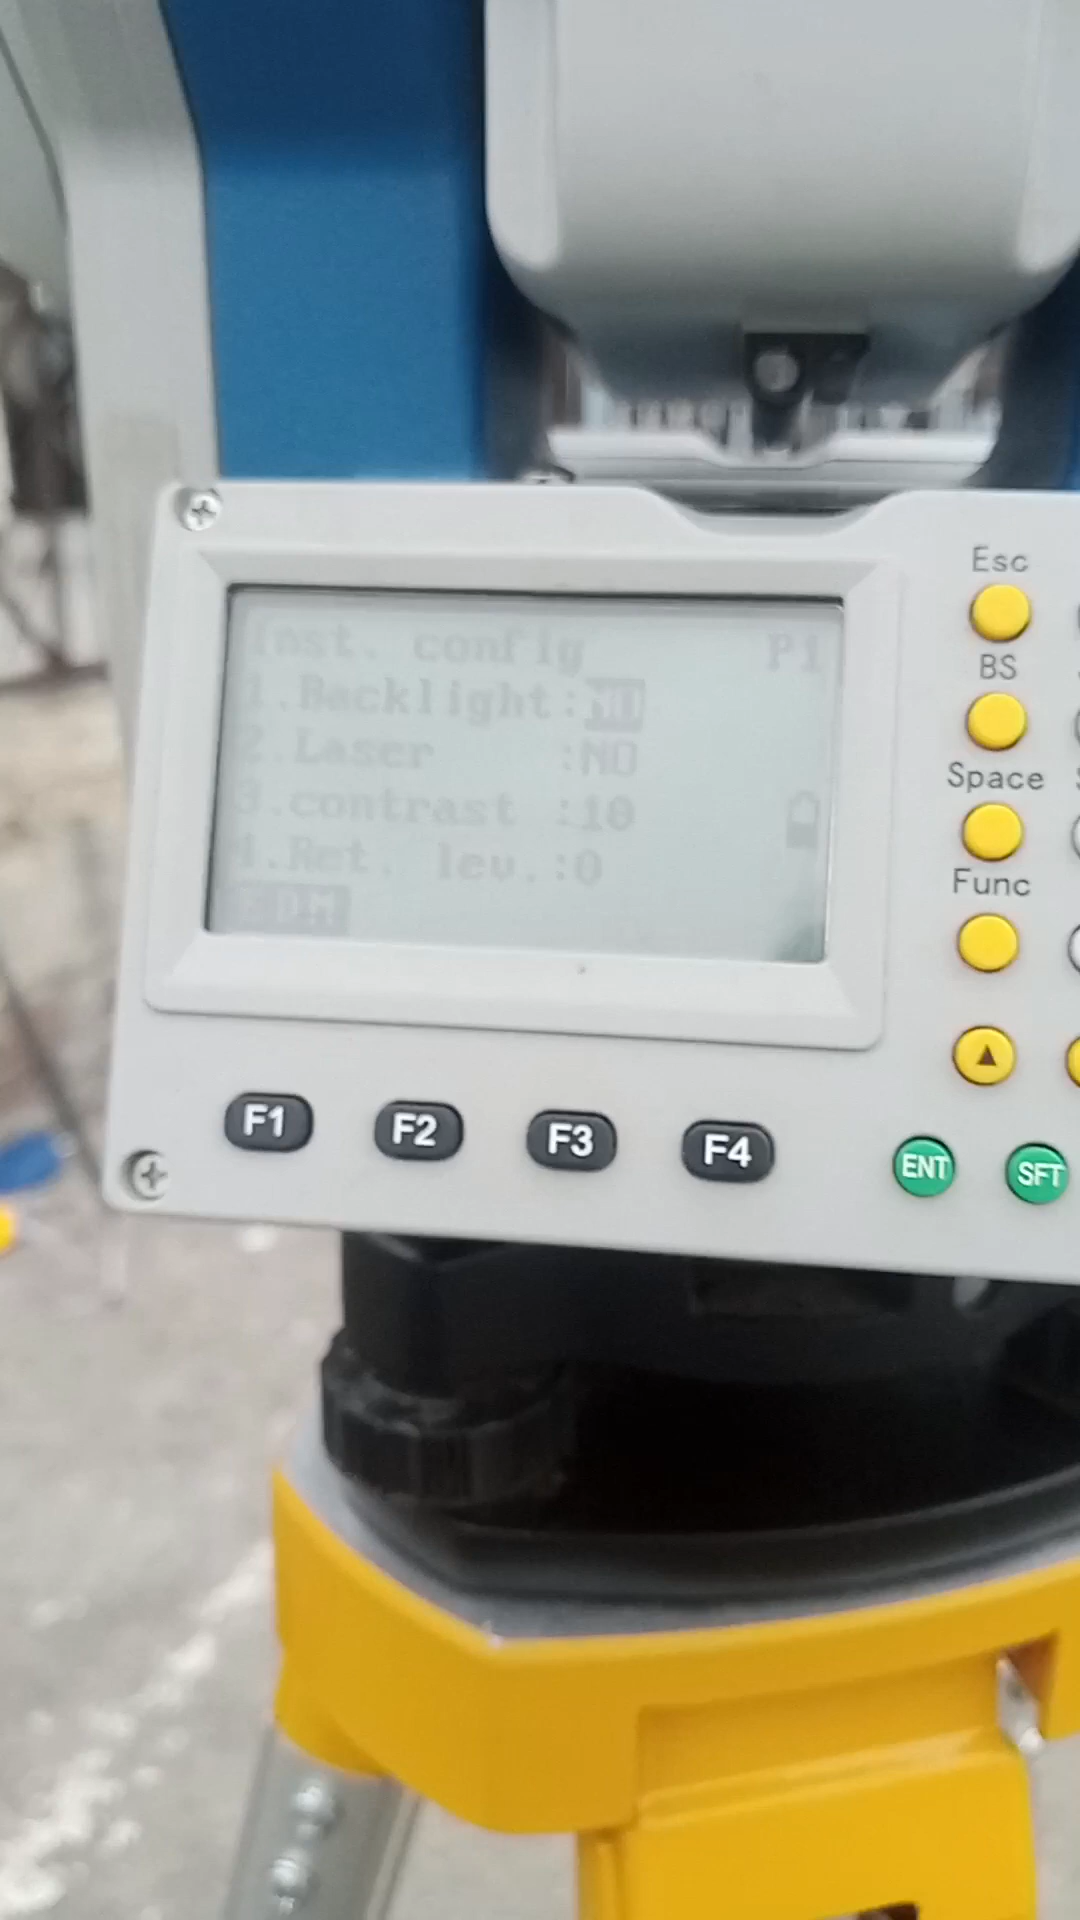 Inst. config P1
1.Backlight:NO
2.Laser :NO
3.contrast :10
4.Ret. lev.:0
EDM
Esc
BS
Space
Func
▲
F1 F2 F3 F4 ENT SFT